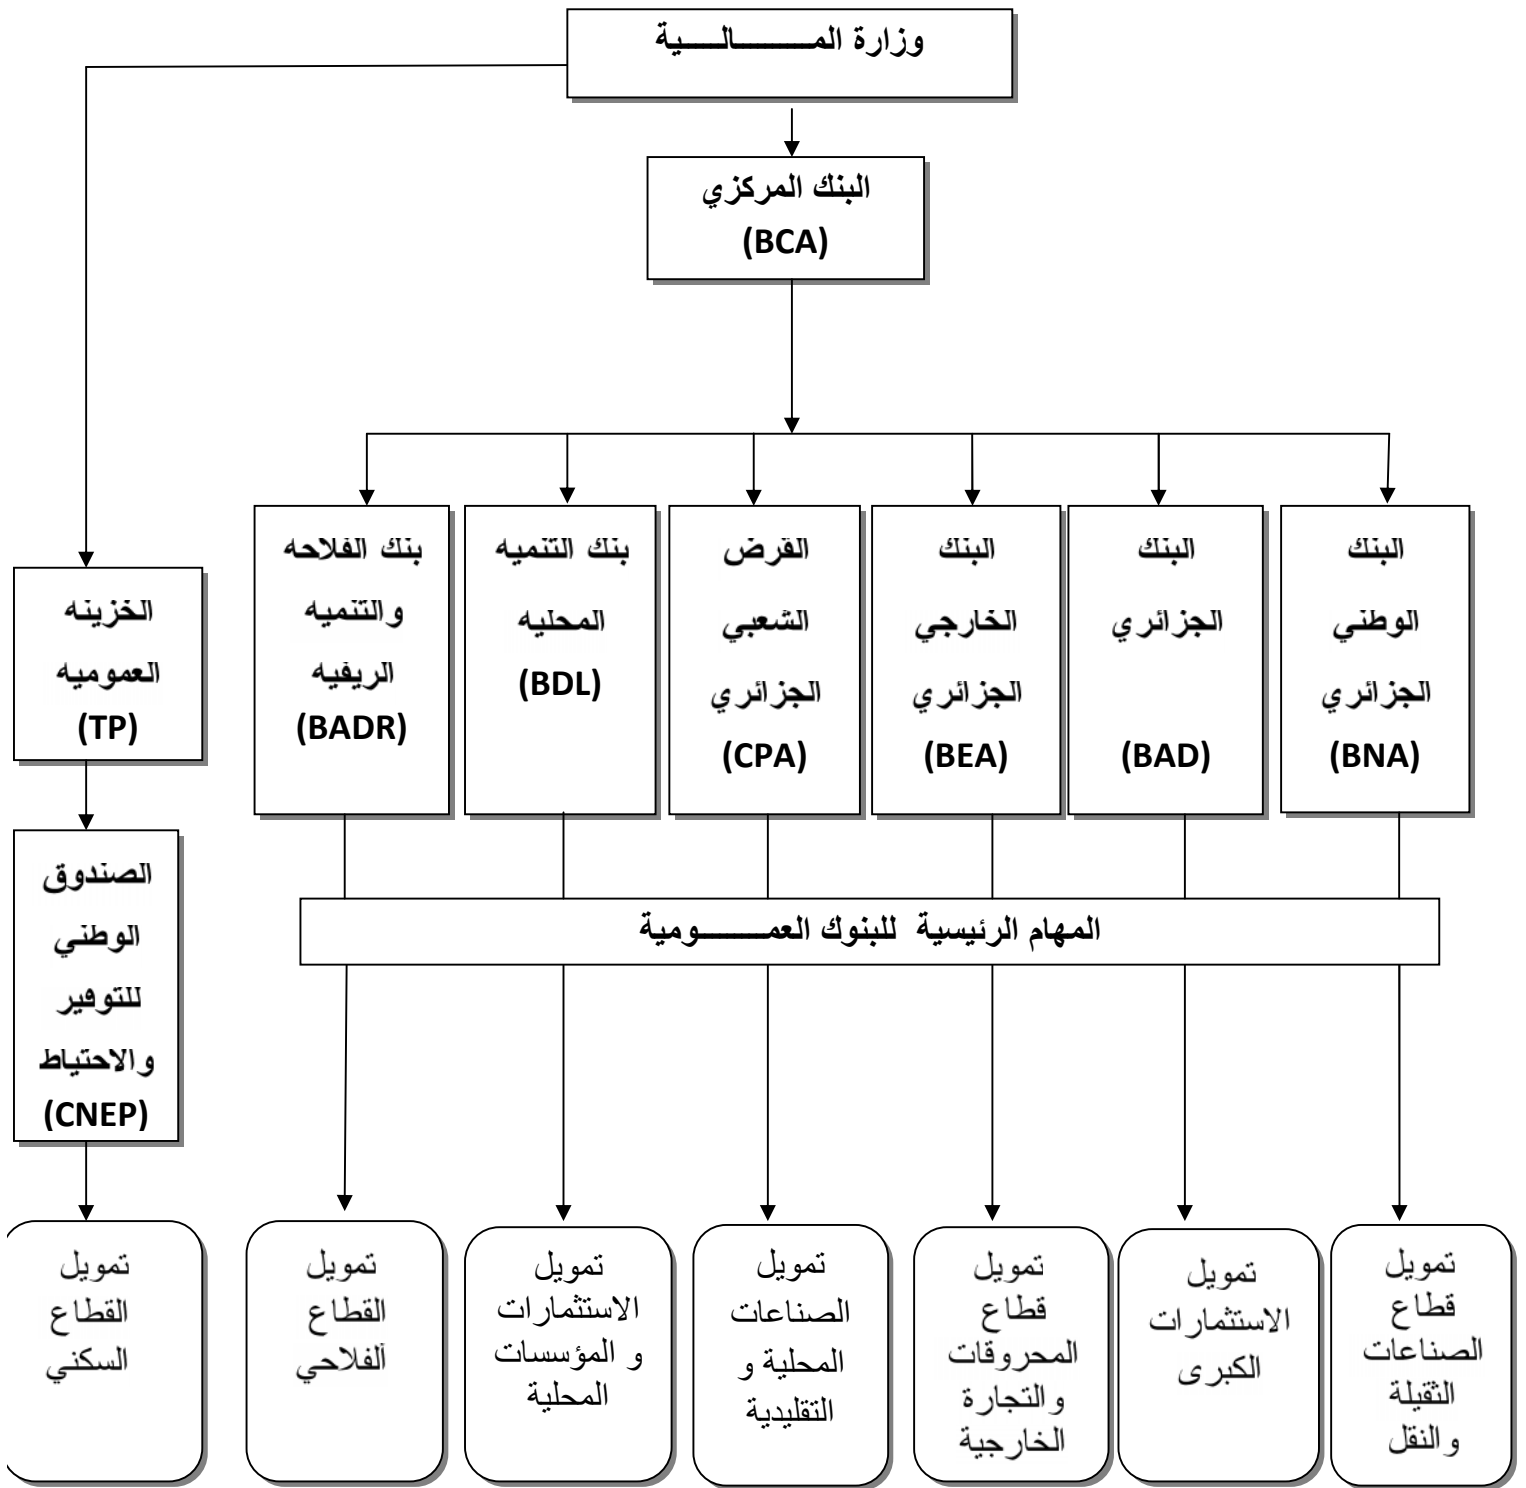 وزارة المـــــــالــــية
البنك المركزي
(BCA)
البنك
الوطني
الجزائري
(BNA)
البنك
الجزائري
(BAD)
البنك
الخارجي
الجزائري
(BEA)
القرض
الشعبي
الجزائري
(CPA)
بنك التنميه
المحليه
(BDL)
بنك الفلاحه
والتنميه
الريفيه
(BADR)
الخزينه
العموميه
(TP)
الصندوق
الوطني
للتوفير
والاحتياط
(CNEP)
المهام الرئيسية للبنوك العمـــــــومية
تمويل
قطاع
الصناعات
الثقيلة
والنقل
تمويل
الاستثمارات
الكبرى
تمويل
قطاع
المحروقات
والتجارة
الخارجية
تمويل
الصناعات
المحلية و
التقليدية
تمويل
الاستثمارات
و المؤسسات
المحلية
تمويل
القطاع
الفلاحي
تمويل
القطاع
السكني